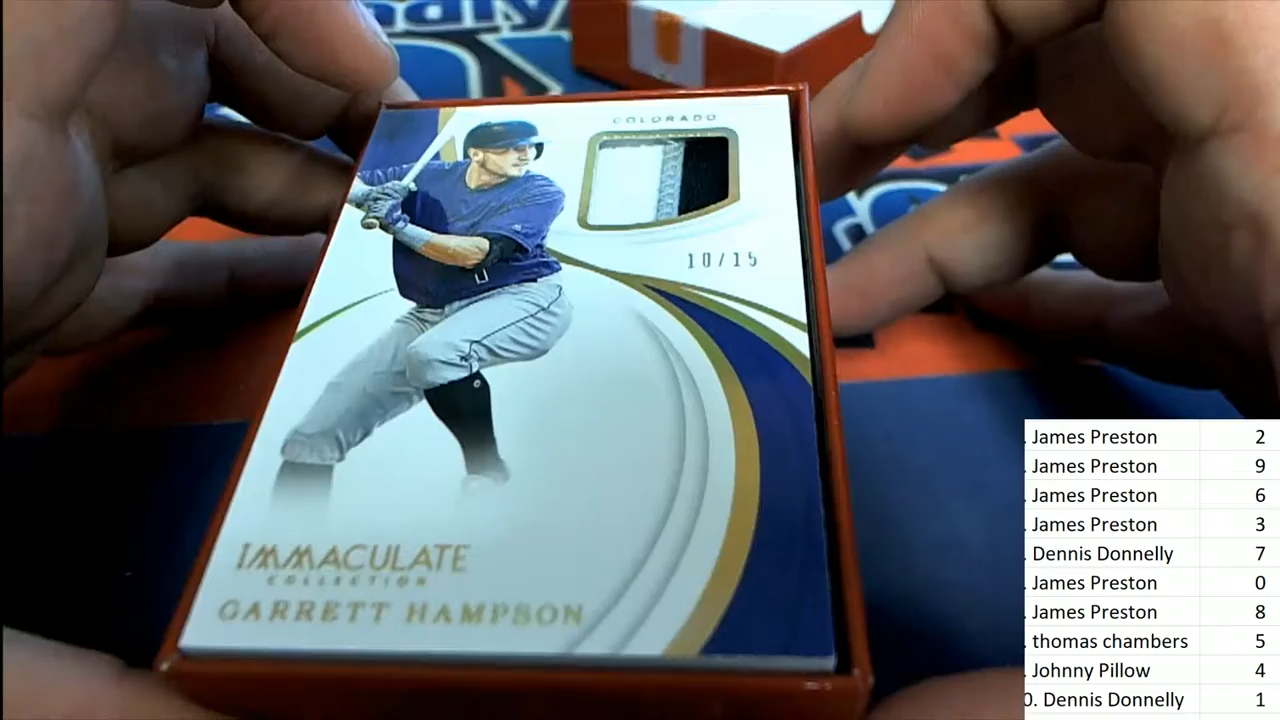 COLORADO
10/15
IMMACULATE
COLLECTION
GARRETT HAMPSON
. James Preston 2
. James Preston 9
. James Preston 6
. James Preston 3
. Dennis Donnelly 7
. James Preston 0
. James Preston 8
. thomas chambers 5
. Johnny Pillow 4
0. Dennis Donnelly 1